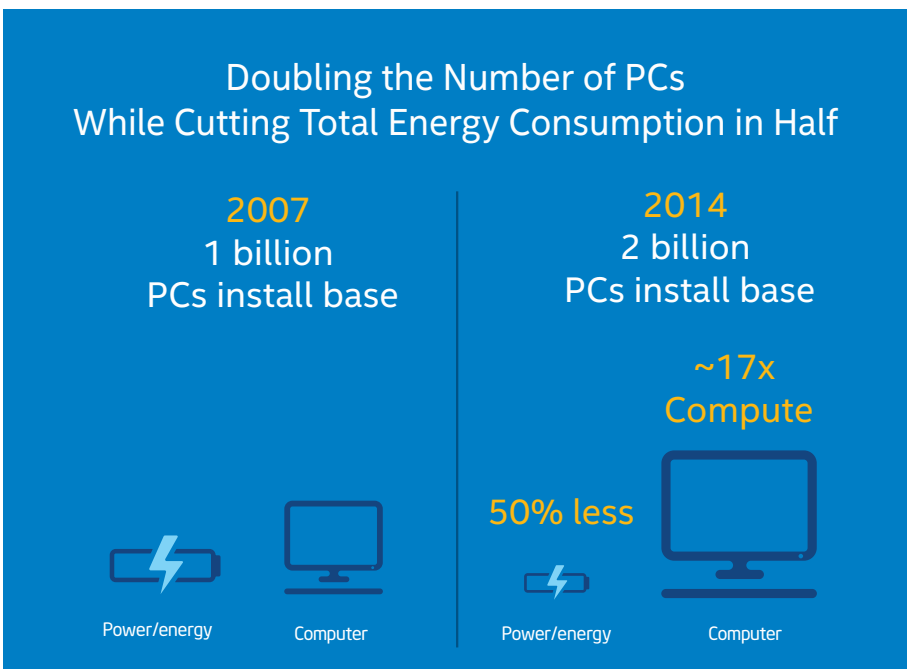 Doubling the Number of PCs
While Cutting Total Energy Consumption in Half
2007
1 billion
PCs install base
Power/energy
Computer
2014
2 billion
PCs install base
~17x
Compute
50% less
Power/energy
Computer